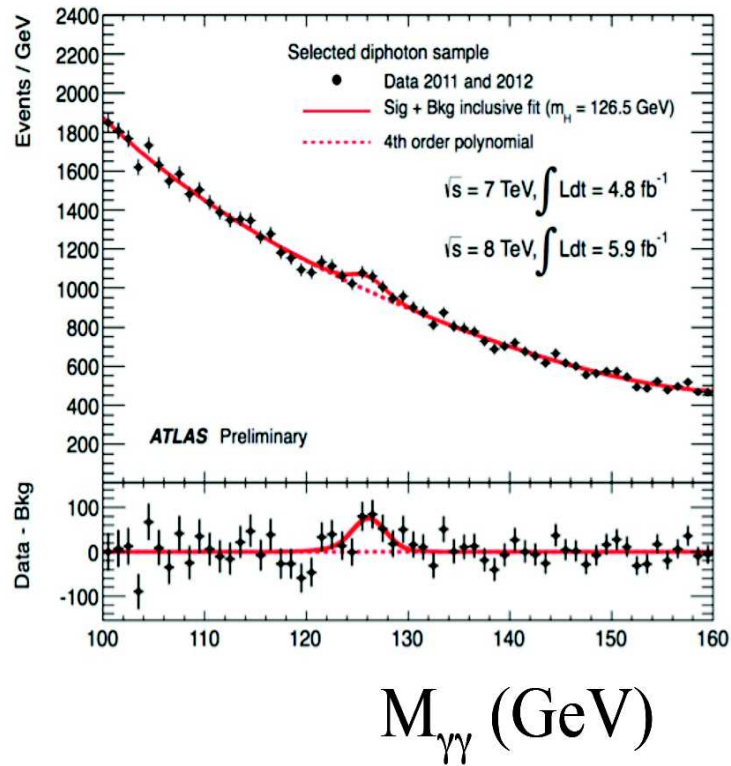 Events / GeV
2400
2200
2000
1800
1600
1400
1200
1000
800
600
400
200
Selected diphoton sample
Data 2011 and 2012
Sig + Bkg inclusive fit (m_H = 126.5 GeV)
4th order polynomial
√s = 7 TeV, ∫ Ldt = 4.8 fb⁻¹
√s = 8 TeV, ∫ Ldt = 5.9 fb⁻¹
ATLAS Preliminary
Data - Bkg
100
0
-100
100 110 120 130 140 150 160
M_γγ (GeV)